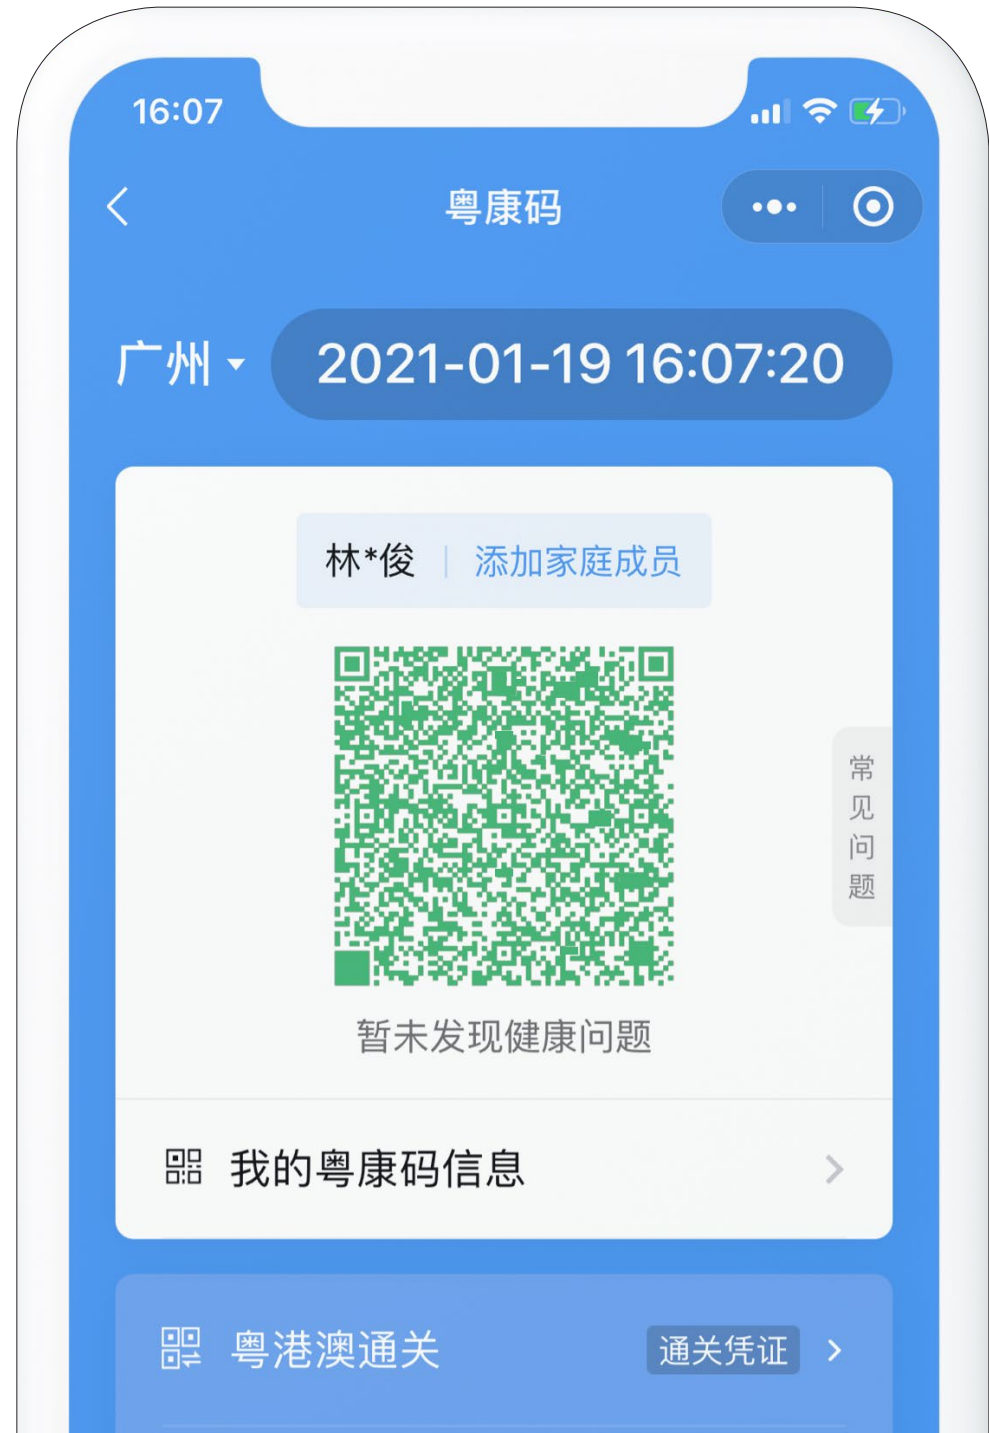 16:07
粤康码
广州
2021-01-19 16:07:20
林*俊 | 添加家庭成员
常见问题
暂未发现健康问题
我的粤康码信息
粤港澳通关 通关凭证